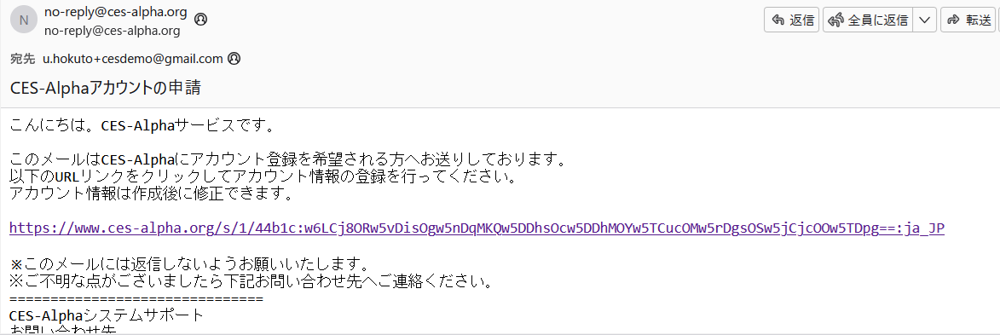 N
no-reply@ces-alpha.org
no-reply@ces-alpha.org
返信
全員に返信
転送
宛先 u.hokuto+cesdemo@gmail.com
CES-Alphaアカウントの申請
こんにちは。CES-Alphaサービスです。
このメールはCES-Alphaにアカウント登録を希望される方へお送りしております。
以下のURLリンクをクリックしてアカウント情報の登録を行ってください。
アカウント情報は作成後に修正できます。
https://www.ces-alpha.org/s/1/44b1c:w6LCj8ORw5vDisOgw5nDqMKQw5DDhsOcw5DDhMOYw5TCucOMw5rDgsOSw5jCjcOOw5TDpg==:ja_JP
※このメールには返信しないようお願いいたします。
※ご不明な点がございましたら下記お問い合わせ先へご連絡ください。
===============================
CES-Alphaシステムサポート
お問い合わせ先